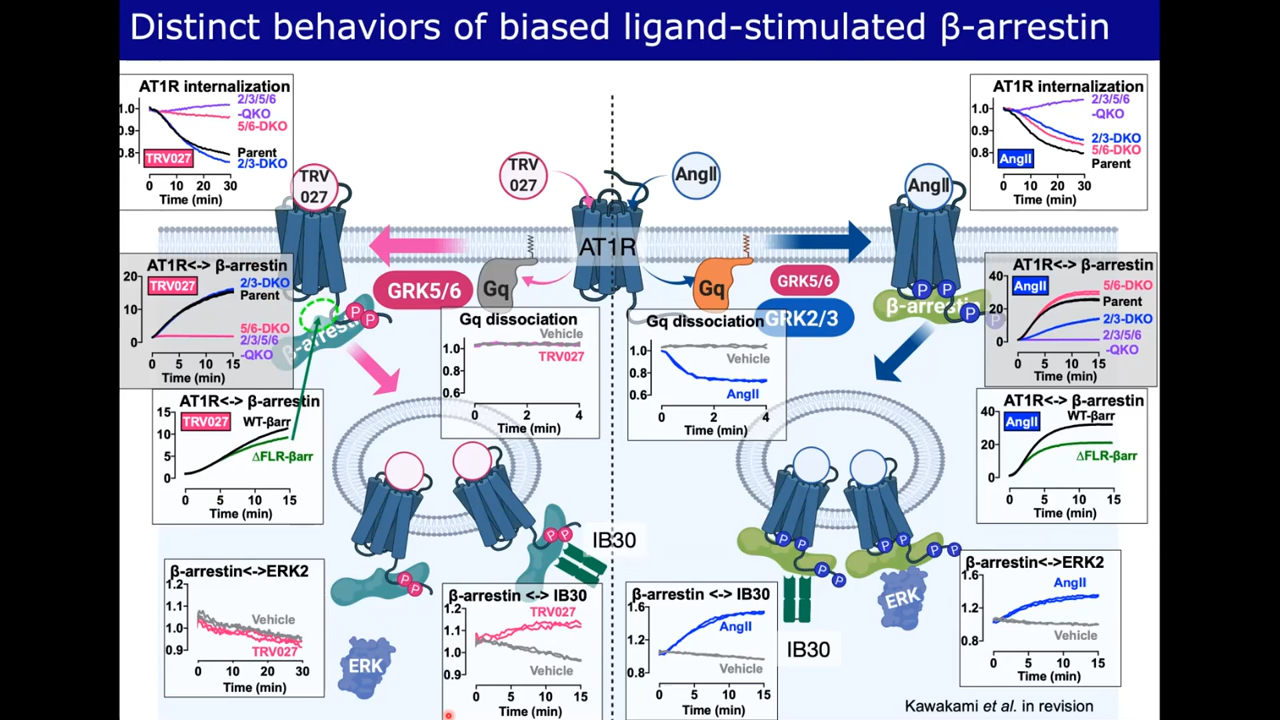 Distinct behaviors of biased ligand-stimulated β-arrestin
AT1R internalization
1.0
0.9
0.8
2/3/5/6
-QKO
5/6-DKO
Parent
2/3-DKO
TRV027
0 10 20 30
Time (min)
TRV
027
TRV
027
AngII
AT1R
AngII
AT1R internalization
1.0
0.9
0.8
2/3/5/6
-QKO
2/3-DKO
5/6-DKO
Parent
AngII
0 10 20 30
Time (min)
GRK5/6
Gq
Gq
GRK5/6
GRK2/3
AT1R<-> β-arrestin
20
10
0
TRV027
2/3-DKO
Parent
5/6-DKO
2/3/5/6
-QKO
0 5 10 15
Time (min)
P P
β-arrestin
Gq dissociation
1.0
0.8
0.6
Vehicle
TRV027
0 2 4
Time (min)
Gq dissociation
1.0
0.8
0.6
Vehicle
AngII
0 2 4
Time (min)
P P
β-arrestin
P P
AT1R<-> β-arrestin
40
20
0
AngII
5/6-DKO
Parent
2/3-DKO
2/3/5/6
-QKO
0 5 10 15
Time (min)
AT1R<-> β-arrestin
15
10
5
0
TRV027
WT-βarr
ΔFLR-βarr
0 5 10 15
Time (min)
AT1R<-> β-arrestin
40
20
0
AngII
WT-βarr
ΔFLR-βarr
0 5 10 15
Time (min)
P P
IB30
P P
ERK
P P
P P
IB30
P P
P P
ERK
β-arrestin<->ERK2
1.2
1.1
1.0
0.9
Vehicle
TRV027
0 10 20 30
Time (min)
β-arrestin <-> IB30
1.2
1.1
1.0
0.9
TRV027
Vehicle
0 5 10 15
Time (min)
β-arrestin <-> IB30
1.6
1.2
0.8
AngII
Vehicle
0 5 10 15
Time (min)
β-arrestin<->ERK2
1.6
1.2
0.8
AngII
Vehicle
0 5 10 15
Time (min)
Kawakami et al. in revision